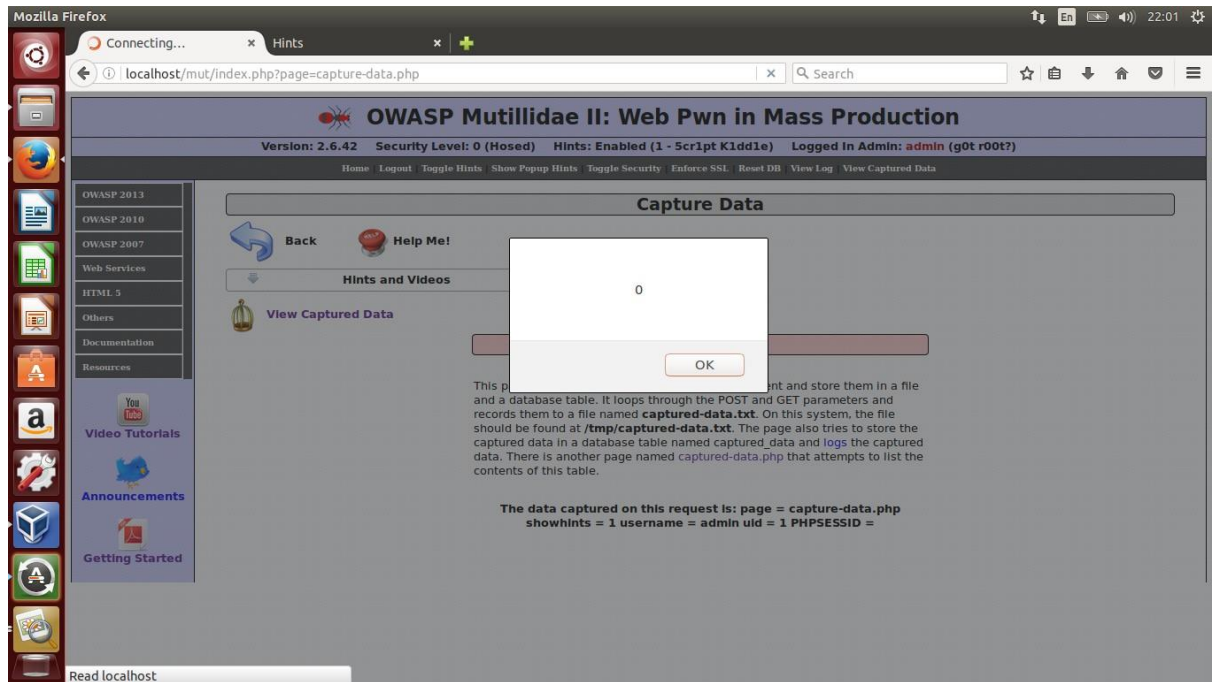 Mozilla Firefox
En
22:01
Connecting...
Hints
localhost/mut/index.php?page=capture-data.php
Search
OWASP Mutillidae II: Web Pwn in Mass Production
Version: 2.6.42 Security Level: 0 (Hosed) Hints: Enabled (1 - 5cr1pt K1dd1e) Logged In Admin: admin (g0t r00t?)
Home Logout Toggle Hints Show Popup Hints Toggle Security Enforce SSL Reset DB View Log View Captured Data
OWASP 2013
OWASP 2010
OWASP 2007
Web Services
HTML 5
Others
Documentation
Resources
You
Tube
Video Tutorials
Announcements
Getting Started
Capture Data
Back
Help Me!
Hints and Videos
View Captured Data
0
OK
This p
ent and store them in a file
and a database table. It loops through the POST and GET parameters and
records them to a file named captured-data.txt. On this system, the file
should be found at /tmp/captured-data.txt. The page also tries to store the
captured data in a database table named captured_data and logs the captured
data. There is another page named captured-data.php that attempts to list the
contents of this table.
The data captured on this request is: page = capture-data.php
showhints = 1 username = admin uid = 1 PHPSESSID =
Read localhost